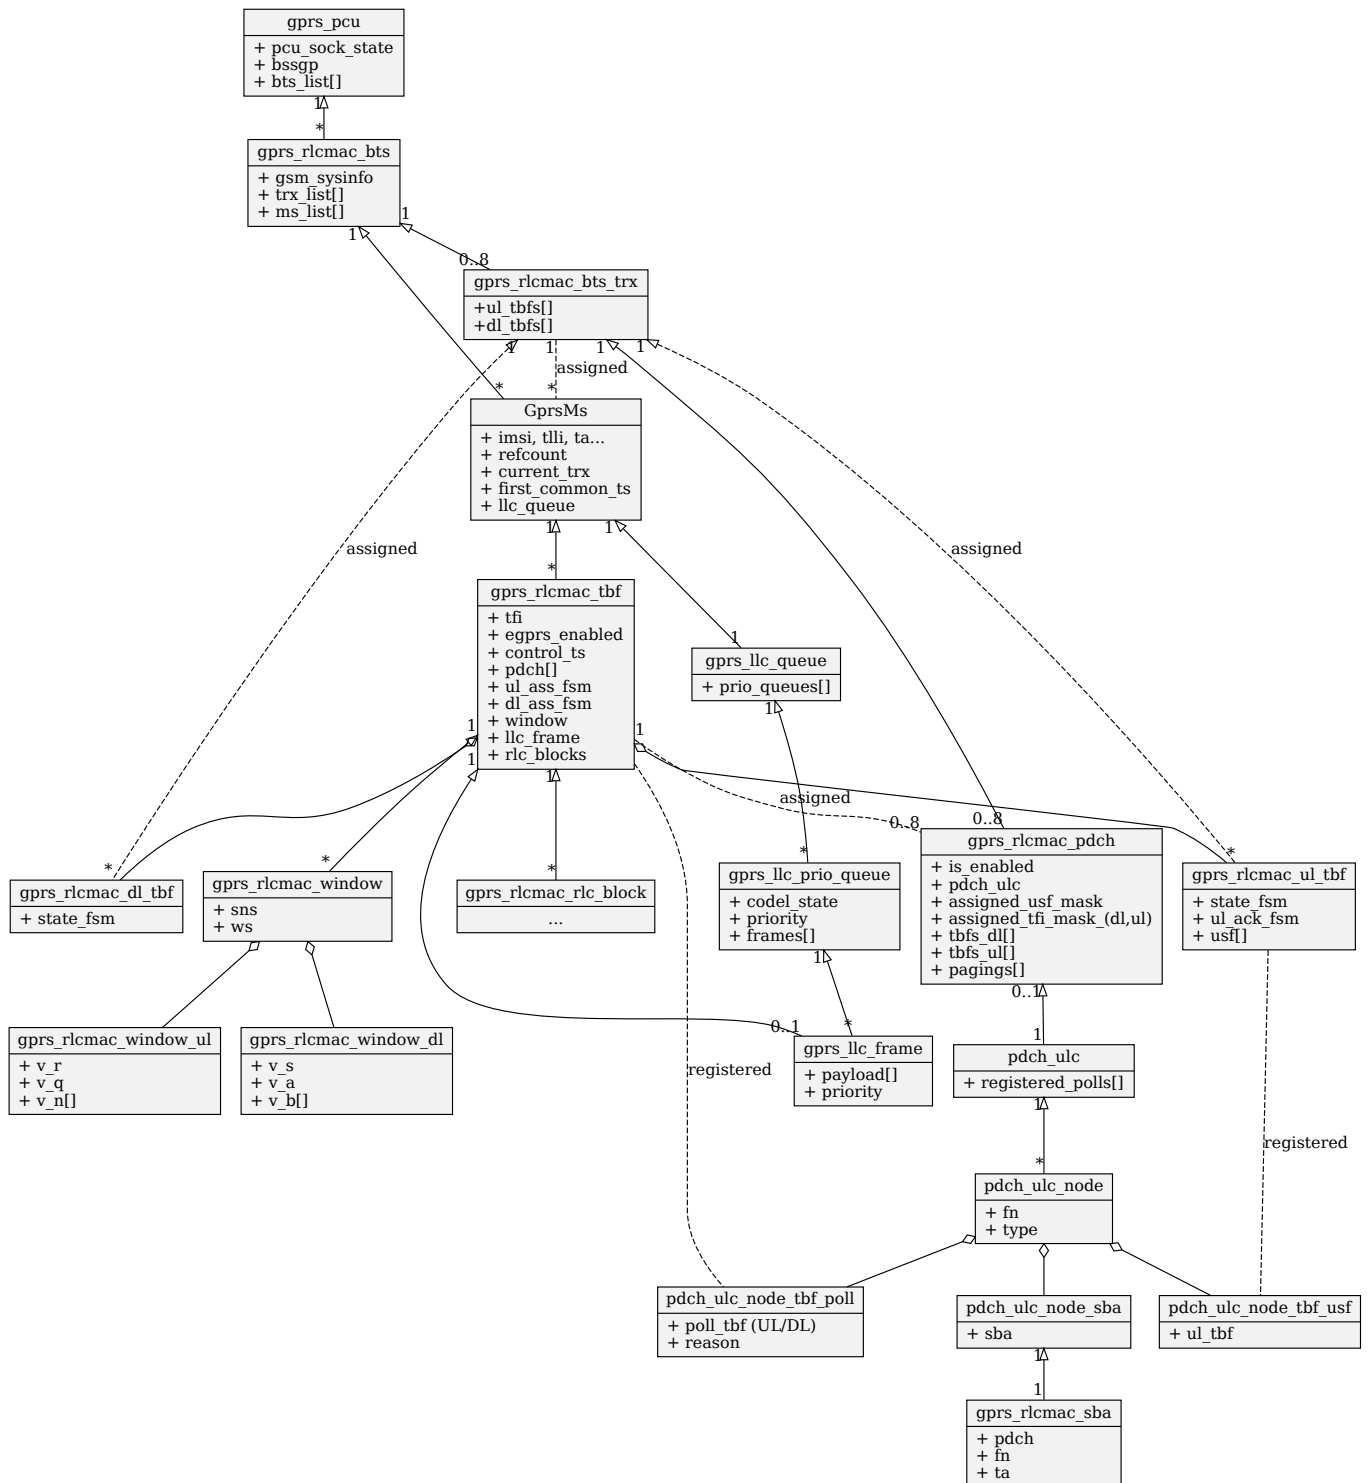 gprs_pcu
+ pcu_sock_state
+ bssgp
+ bts_list[]
1
*
gprs_rlcmac_bts
+ gsm_sysinfo
+ trx_list[]
+ ms_list[]
1
1
0..8
gprs_rlcmac_bts_trx
+ul_tbfs[]
+dl_tbfs[]
1
1
1
1
assigned
*
*
GprsMs
+ imsi, tlli, ta...
+ refcount
+ current_trx
+ first_common_ts
+ llc_queue
1
1
assigned
assigned
*
gprs_rlcmac_tbf
+ tfi
+ egprs_enabled
+ control_ts
+ pdch[]
+ ul_ass_fsm
+ dl_ass_fsm
+ window
+ llc_frame
+ rlc_blocks
1
gprs_llc_queue
+ prio_queues[]
1
1
1
1
1
assigned
0..8
0..8
*
*
*
*
*
gprs_rlcmac_dl_tbf
+ state_fsm
gprs_rlcmac_window
+ sns
+ ws
gprs_rlcmac_rlc_block
...
gprs_llc_prio_queue
+ codel_state
+ priority
+ frames[]
gprs_rlcmac_pdch
+ is_enabled
+ pdch_ulc
+ assigned_usf_mask
+ assigned_tfi_mask_(dl,ul)
+ tbfs_dl[]
+ tbfs_ul[]
+ pagings[]
gprs_rlcmac_ul_tbf
+ state_fsm
+ ul_ack_fsm
+ usf[]
1
0..1
0..1
*
1
gprs_rlcmac_window_ul
+ v_r
+ v_q
+ v_n[]
gprs_rlcmac_window_dl
+ v_s
+ v_a
+ v_b[]
gprs_llc_frame
+ payload[]
+ priority
pdch_ulc
+ registered_polls[]
registered
1
registered
*
pdch_ulc_node
+ fn
+ type
pdch_ulc_node_tbf_poll
+ poll_tbf (UL/DL)
+ reason
pdch_ulc_node_sba
+ sba
pdch_ulc_node_tbf_usf
+ ul_tbf
1
1
gprs_rlcmac_sba
+ pdch
+ fn
+ ta